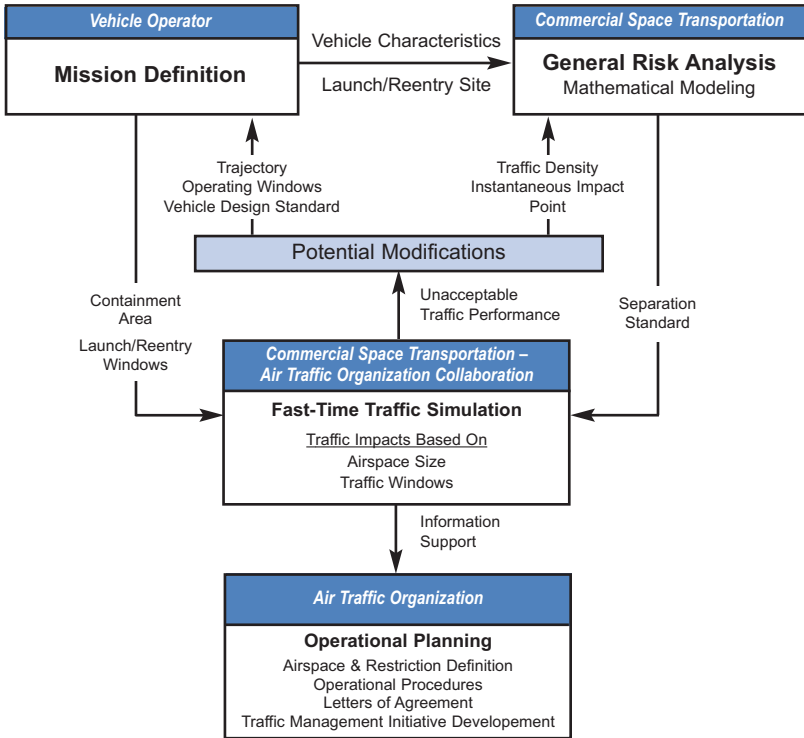 Vehicle Operator
Mission Definition
Vehicle Characteristics
Launch/Reentry Site
Commercial Space Transportation
General Risk Analysis
Mathematical Modeling
Trajectory
Operating Windows
Vehicle Design Standard
Traffic Density
Instantaneous Impact
Point
Potential Modifications
Containment
Area
Launch/Reentry
Windows
Unacceptable
Traffic Performance
Separation
Standard
Commercial Space Transportation –
Air Traffic Organization Collaboration
Fast-Time Traffic Simulation
Traffic Impacts Based On
Airspace Size
Traffic Windows
Information
Support
Air Traffic Organization
Operational Planning
Airspace & Restriction Definition
Operational Procedures
Letters of Agreement
Traffic Management Initiative Developement